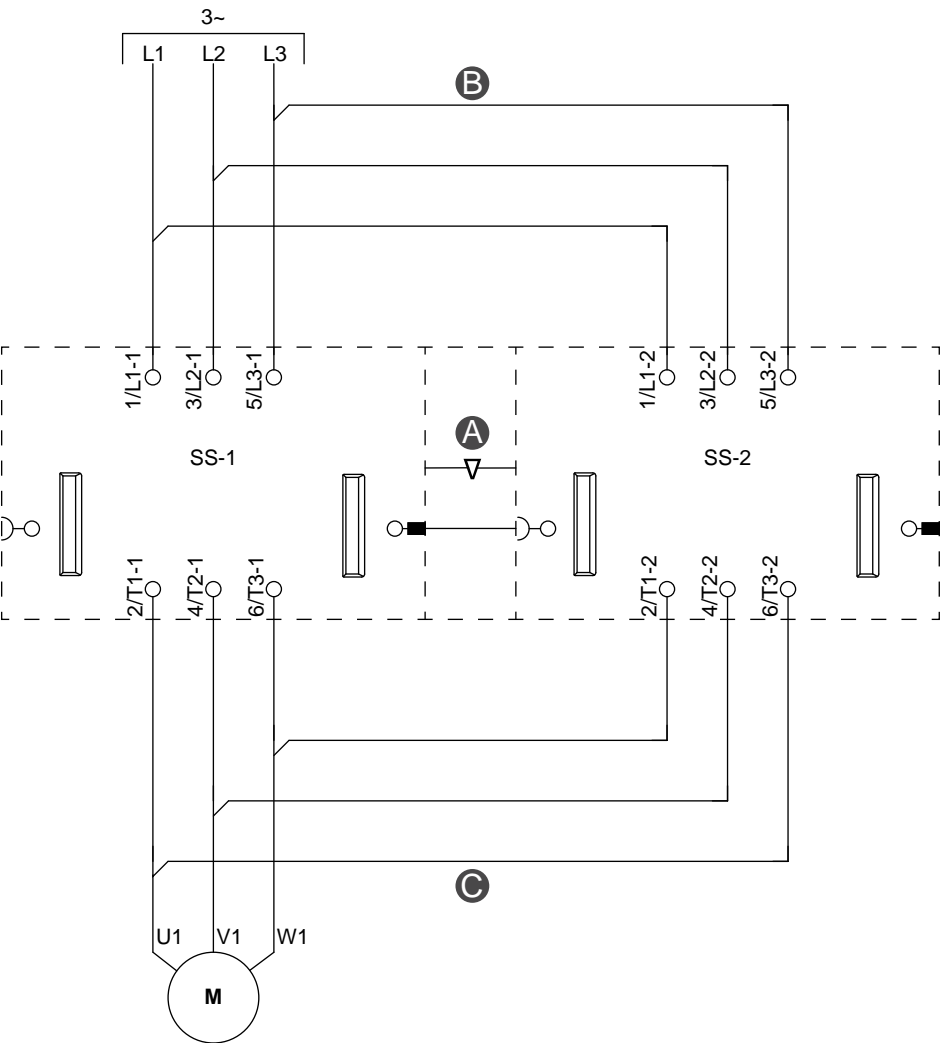 3~
L1 L2 L3
B
1/L1-1 3/L2-1 5/L3-1 1/L1-2 3/L2-2 5/L3-2
A
SS-1 SS-2
2/T1-1 4/T2-1 6/T3-1 2/T1-2 4/T2-2 6/T3-2
C
U1 V1 W1
M